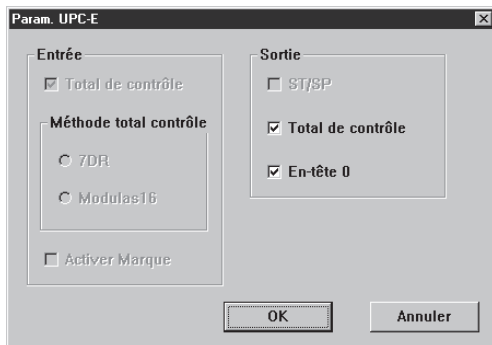 Param. UPC-E
Entrée
Total de contrôle
Méthode total contrôle
7DR
Modulas16
Activer Marque
Sortie
ST/SP
Total de contrôle
En-tête 0
OK
Annuler